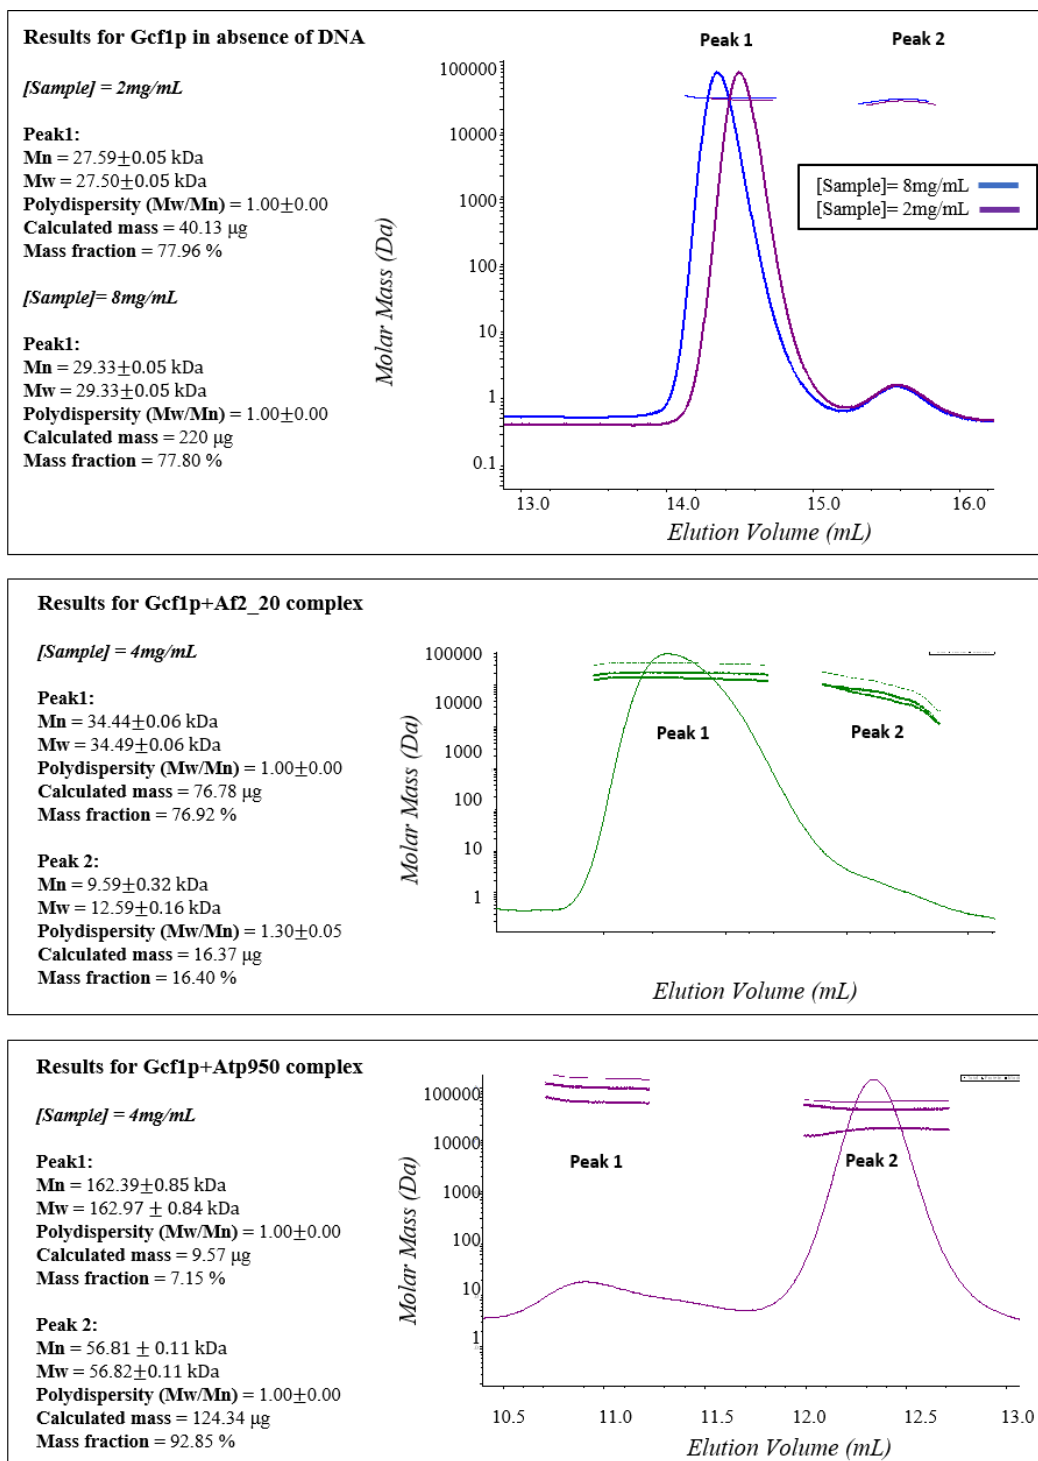 Results for Gcf1p in absence of DNA
[Sample] = 2mg/mL
Peak1:
Mn = 27.59±0.05 kDa
Mw = 27.50±0.05 kDa
Polydispersity (Mw/Mn) = 1.00±0.00
Calculated mass = 40.13 μg
Mass fraction = 77.96 %
[Sample]= 8mg/mL
Peak1:
Mn = 29.33±0.05 kDa
Mw = 29.33±0.05 kDa
Polydispersity (Mw/Mn) = 1.00±0.00
Calculated mass = 220 μg
Mass fraction = 77.80 %
Peak 1
Peak 2
[Sample]= 8mg/mL
[Sample]= 2mg/mL
Molar Mass (Da)
100000
10000
1000
100
10
1
0.1
13.0 14.0 15.0 16.0
Elution Volume (mL)
Results for Gcf1p+Af2_20 complex
[Sample] = 4mg/mL
Peak1:
Mn = 34.44±0.06 kDa
Mw = 34.49±0.06 kDa
Polydispersity (Mw/Mn) = 1.00±0.00
Calculated mass = 76.78 μg
Mass fraction = 76.92 %
Peak 2:
Mn = 9.59±0.32 kDa
Mw = 12.59±0.16 kDa
Polydispersity (Mw/Mn) = 1.30±0.05
Calculated mass = 16.37 μg
Mass fraction = 16.40 %
Molar Mass (Da)
100000
10000
1000
100
10
1
Peak 1
Peak 2
Elution Volume (mL)
Results for Gcf1p+Atp950 complex
[Sample] = 4mg/mL
Peak1:
Mn = 162.39±0.85 kDa
Mw = 162.97 ± 0.84 kDa
Polydispersity (Mw/Mn) = 1.00±0.00
Calculated mass = 9.57 μg
Mass fraction = 7.15 %
Peak 2:
Mn = 56.81 ± 0.11 kDa
Mw = 56.82±0.11 kDa
Polydispersity (Mw/Mn) = 1.00±0.00
Calculated mass = 124.34 μg
Mass fraction = 92.85 %
Molar Mass (Da)
100000
10000
1000
100
10
1
Peak 1
Peak 2
10.5 11.0 11.5 12.0 12.5 13.0
Elution Volume (mL)